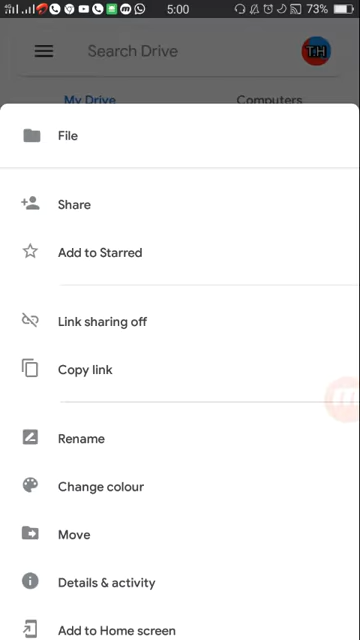 5:00
73%
Search Drive
T.H
My Drive
Computers
File
Share
Add to Starred
Link sharing off
Copy link
Rename
Change colour
Move
Details & activity
Add to Home screen